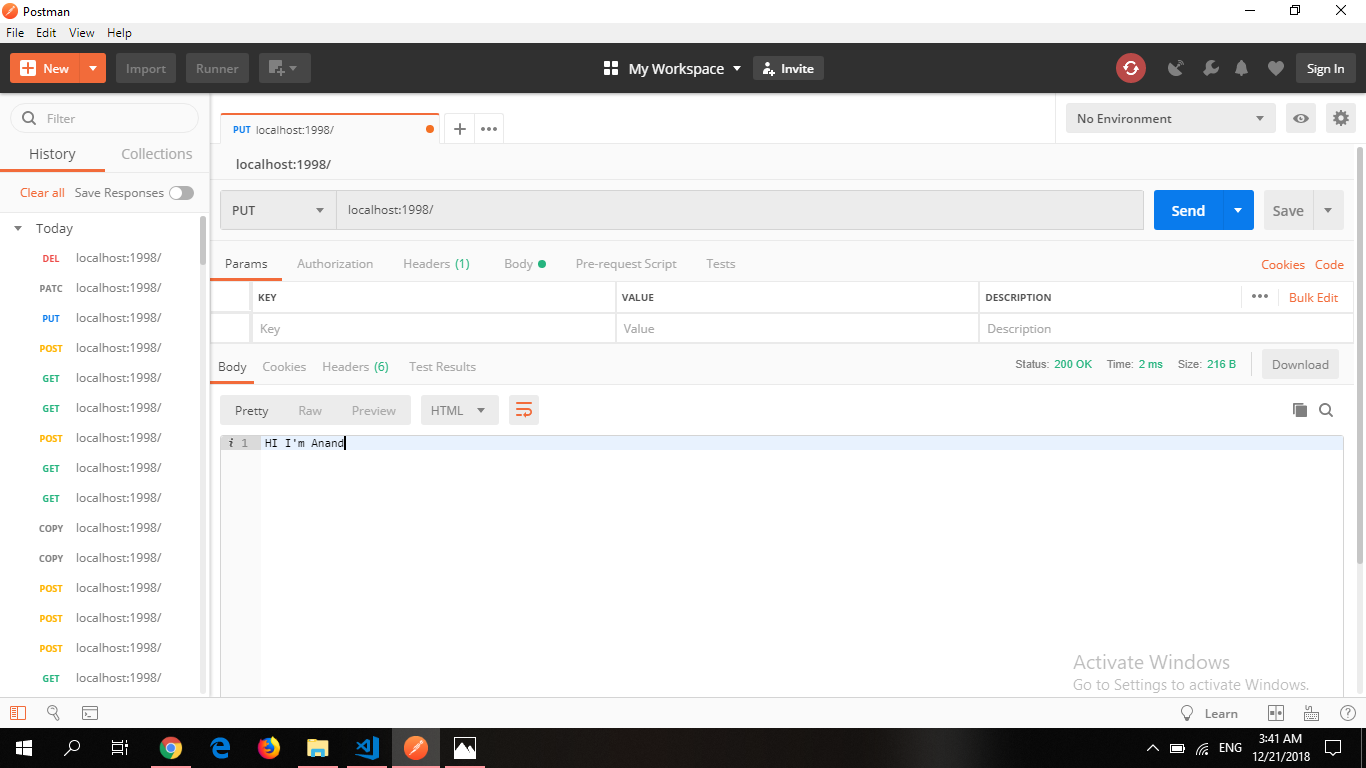 Postman
File Edit View Help
New Import Runner My Workspace Invite Sign In
Filter
History Collections
Clear all Save Responses
Today
DEL localhost:1998/
PATC localhost:1998/
PUT localhost:1998/
POST localhost:1998/
GET localhost:1998/
GET localhost:1998/
POST localhost:1998/
GET localhost:1998/
GET localhost:1998/
COPY localhost:1998/
COPY localhost:1998/
POST localhost:1998/
POST localhost:1998/
POST localhost:1998/
GET localhost:1998/
PUT localhost:1998/
No Environment
localhost:1998/
PUT localhost:1998/ Send Save
Params Authorization Headers (1) Body Pre-request Script Tests Cookies Code
KEY VALUE DESCRIPTION Bulk Edit
Key Value Description
Body Cookies Headers (6) Test Results Status: 200 OK Time: 2 ms Size: 216 B Download
Pretty Raw Preview HTML
i 1 HI I'm Anand
Activate Windows
Go to Settings to activate Windows.
Learn
ENG
3:41 AM
12/21/2018